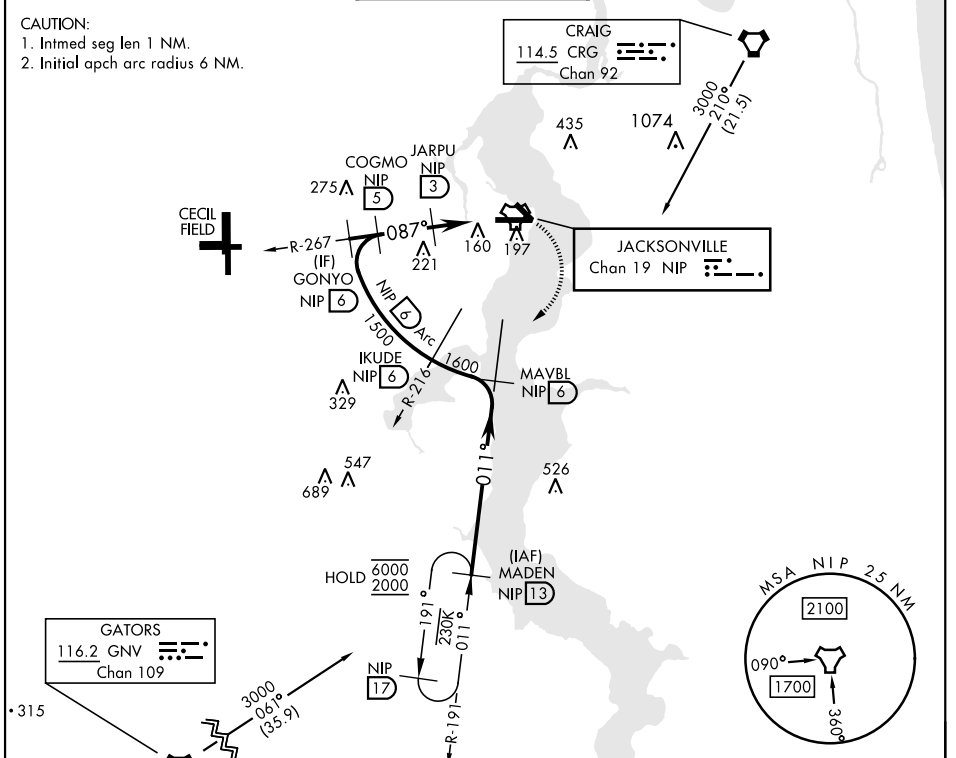 CAUTION:
1. Intmed seg len 1 NM.
2. Initial apch arc radius 6 NM.
CRAIG
114.5 CRG
Chan 92
3000
210°
(21.5)
435
1074
COGMO
NIP
5
JARPU
NIP
3
275
CECIL
FIELD
087°
R-267
(IF)
GONYO
NIP 6
221
160
197
JACKSONVILLE
Chan 19 NIP
NIP 6 Arc
1500
IKUDE
NIP 6
1600
R-216
MAVBL
NIP 6
329
011°
547
689
526
HOLD 6000
2000
(IAF)
MADEN
NIP 13
191°
230K
011°
NIP
17
R-191
GATORS
116.2 GNV
Chan 109
3000
061°
(35.9)
315
MSA NIP 25 NM
2100
090°
1700
360°